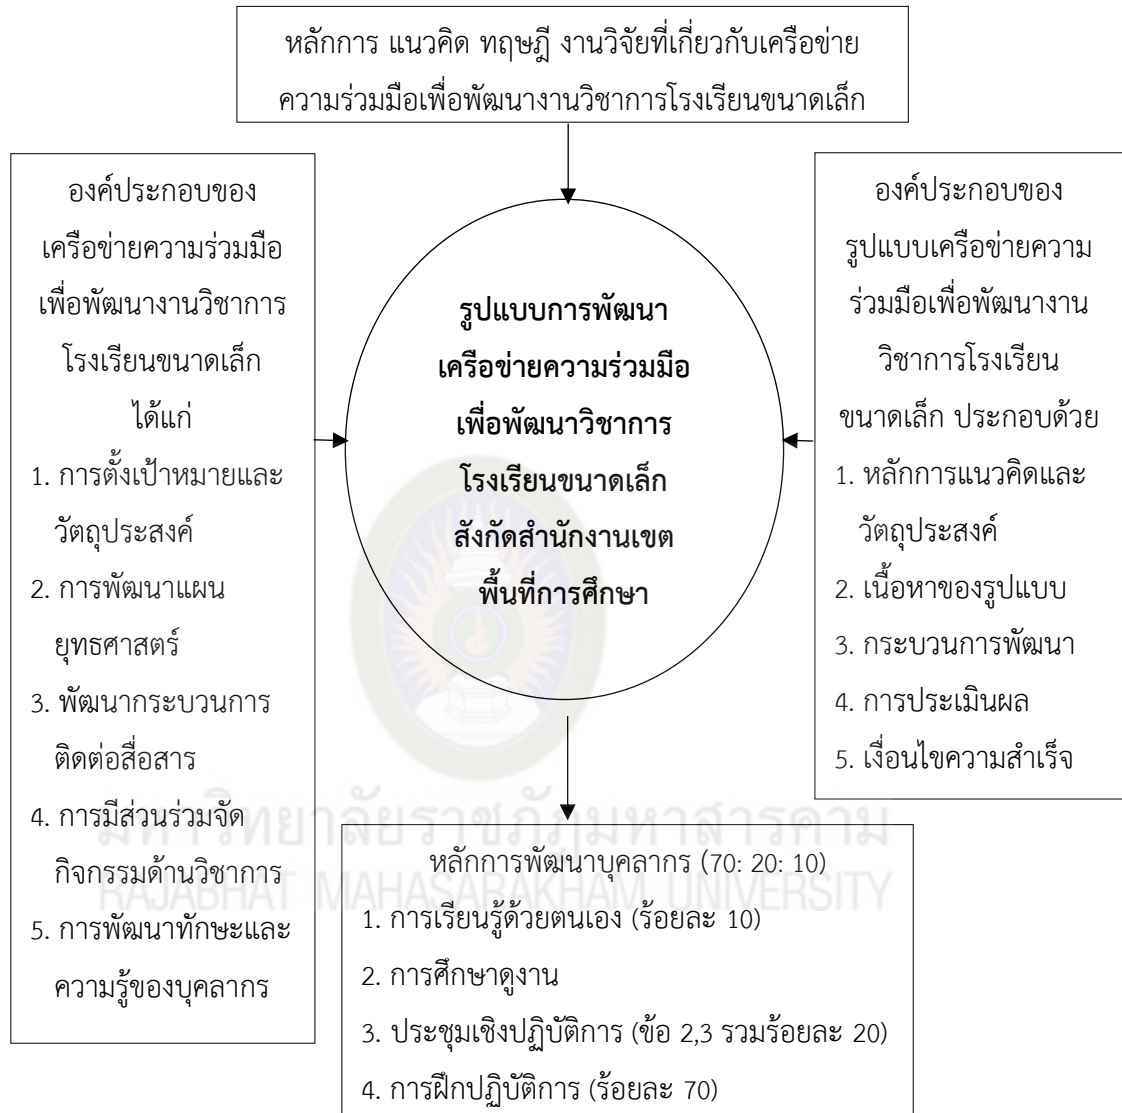 หลักการ แนวคิด ทฤษฎี งานวิจัยที่เกี่ยวกับเครือข่าย
ความร่วมมือเพื่อพัฒนางานวิชาการโรงเรียนขนาดเล็ก
องค์ประกอบของ
เครือข่ายความร่วมมือ
เพื่อพัฒนางานวิชาการ
โรงเรียนขนาดเล็ก
ได้แก่
1. การตั้งเป้าหมายและ
วัตถุประสงค์
2. การพัฒนาแผน
ยุทธศาสตร์
3. พัฒนากระบวนการ
ติดต่อสื่อสาร
4. การมีส่วนร่วมจัด
กิจกรรมด้านวิชาการ
5. การพัฒนาทักษะและ
ความรู้ของบุคลากร
รูปแบบการพัฒนา
เครือข่ายความร่วมมือ
เพื่อพัฒนาวิชาการ
โรงเรียนขนาดเล็ก
สังกัดสำนักงานเขต
พื้นที่การศึกษา
องค์ประกอบของ
รูปแบบเครือข่ายความ
ร่วมมือเพื่อพัฒนางาน
วิชาการโรงเรียน
ขนาดเล็ก ประกอบด้วย
1. หลักการแนวคิดและ
วัตถุประสงค์
2. เนื้อหาของรูปแบบ
3. กระบวนการพัฒนา
4. การประเมินผล
5. เงื่อนไขความสำเร็จ
มหาวิทยาลัยราชภัฏมหาสารคาม
RAJABHAT MAHASARAKHAM UNIVERSITY
หลักการพัฒนาบุคลากร (70: 20: 10)
1. การเรียนรู้ด้วยตนเอง (ร้อยละ 10)
2. การศึกษาดูงาน
3. ประชุมเชิงปฏิบัติการ (ข้อ 2,3 รวมร้อยละ 20)
4. การฝึกปฏิบัติการ (ร้อยละ 70)